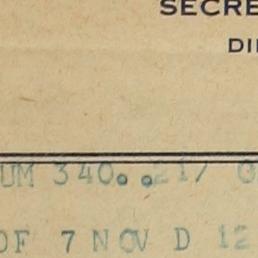 SECRE
DI
UM 340..217 G
OF 7 NOV D 12